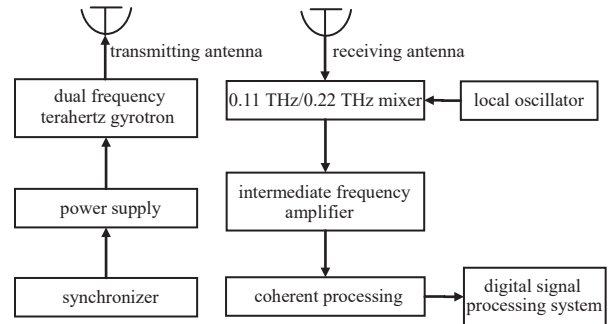 transmitting antenna
receiving antenna
dual frequency
terahertz gyrotron
0.11 THz/0.22 THz mixer
local oscillator
power supply
intermediate frequency
amplifier
synchronizer
coherent processing
digital signal
processing system